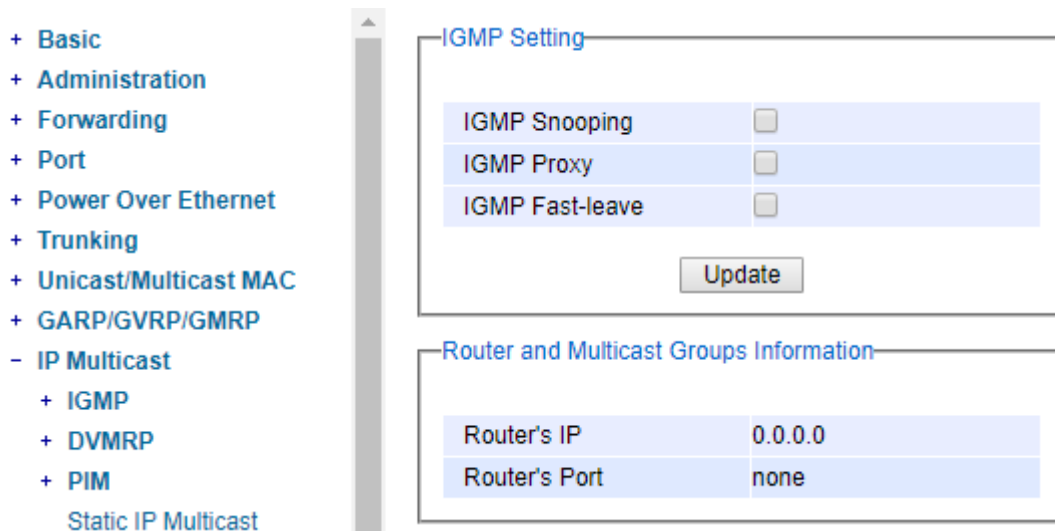 + Basic
+ Administration
+ Forwarding
+ Port
+ Power Over Ethernet
+ Trunking
+ Unicast/Multicast MAC
+ GARP/GVRP/GMRP
- IP Multicast
+ IGMP
+ DVMRP
+ PIM
Static IP Multicast
IGMP Setting
IGMP Snooping
IGMP Proxy
IGMP Fast-leave
Update
Router and Multicast Groups Information
Router's IP 0.0.0.0
Router's Port none